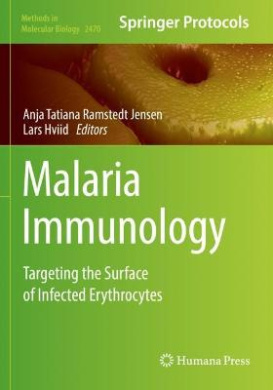 Methods in
Molecular Biology 2470
Springer Protocols
Anja Tatiana Ramstedt Jensen
Lars Hviid Editors
Malaria
Immunology
Targeting the Surface
of Infected Erythrocytes
Humana Press